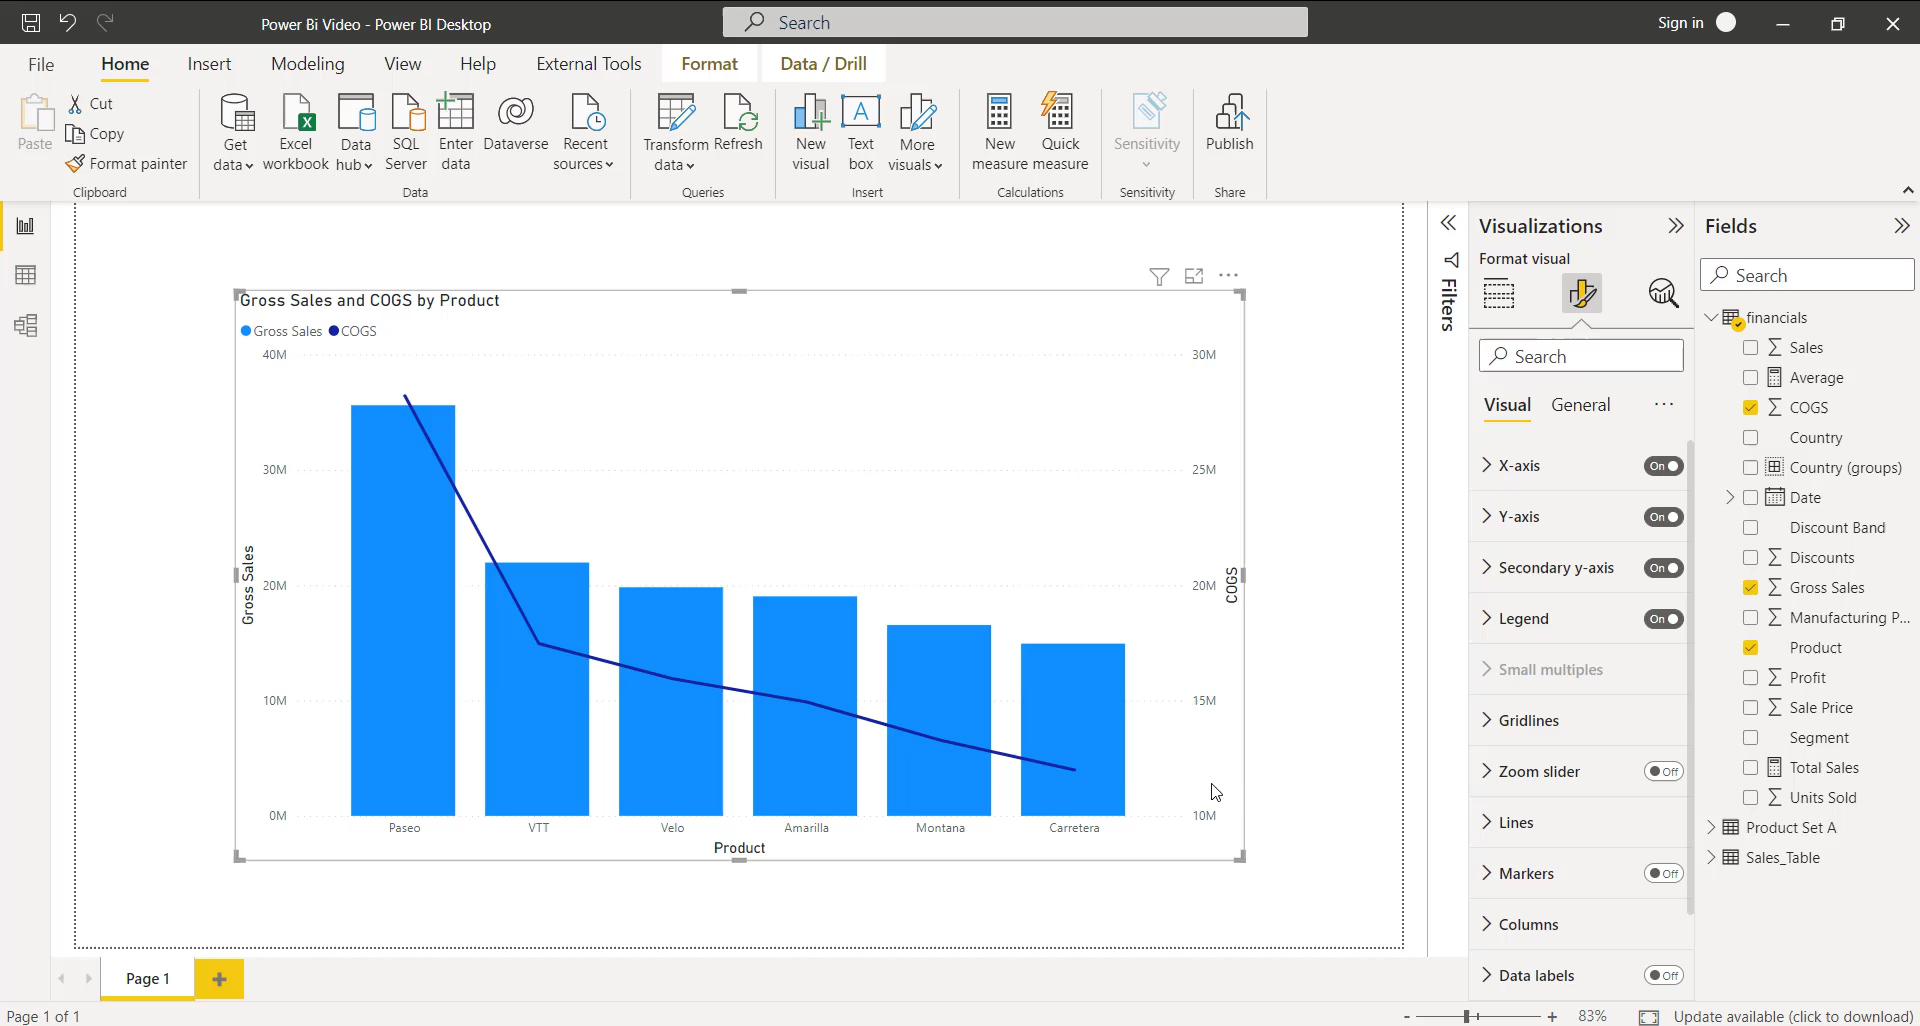 Power Bi Video - Power BI Desktop
Search
Sign in
File Home Insert Modeling View Help External Tools Format Data / Drill
Paste
Cut
Copy
Format painter
Clipboard
Get data
Excel workbook
Data hub
SQL Server
Enter data
Dataverse
Recent sources
Data
Transform data
Refresh
Queries
New visual
Text box
More visuals
Insert
New measure
Quick measure
Calculations
Sensitivity
Sensitivity
Publish
Share
Gross Sales and COGS by Product
Gross Sales COGS
40M
30M
20M
10M
0M
Gross Sales
30M
25M
20M
15M
10M
COGS
Paseo VTT Velo Amarilla Montana Carretera
Product
Filters
Visualizations
Format visual
Search
Visual General
X-axis On
Y-axis On
Secondary y-axis On
Legend On
Small multiples
Gridlines
Zoom slider Off
Lines
Markers Off
Columns
Data labels Off
Fields
Search
financials
Sales
Average
COGS
Country
Country (groups)
Date
Discount Band
Discounts
Gross Sales
Manufacturing P...
Product
Profit
Sale Price
Segment
Total Sales
Units Sold
Product Set A
Sales_Table
Page 1
Page 1 of 1
83%
Update available (click to download)